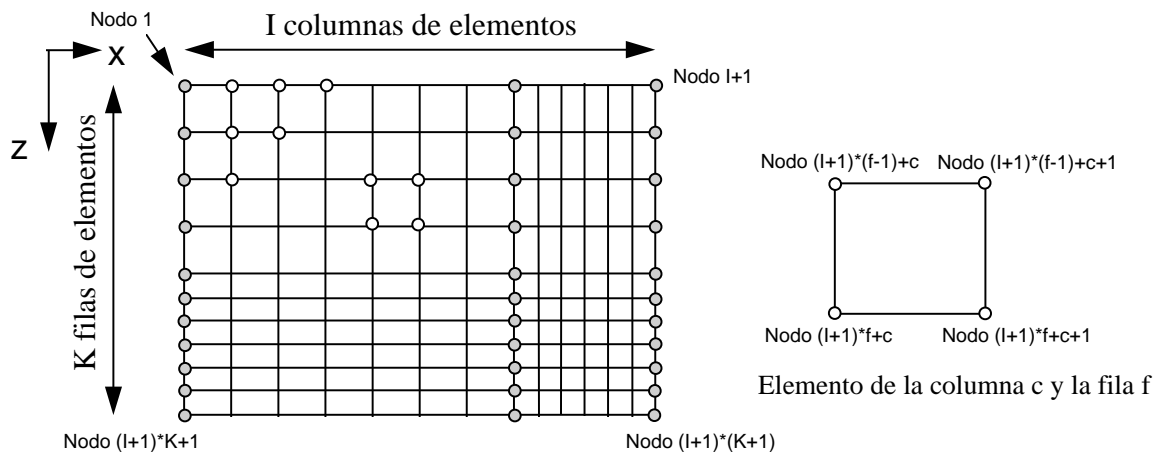 Nodo 1
I columnas de elementos
X
Nodo I+1
Z
K filas de elementos
Nodo (I+1)*(f-1)+c
Nodo (I+1)*(f-1)+c+1
Nodo (I+1)*f+c
Nodo (I+1)*f+c+1
Elemento de la columna c y la fila f
Nodo (I+1)*K+1
Nodo (I+1)*(K+1)